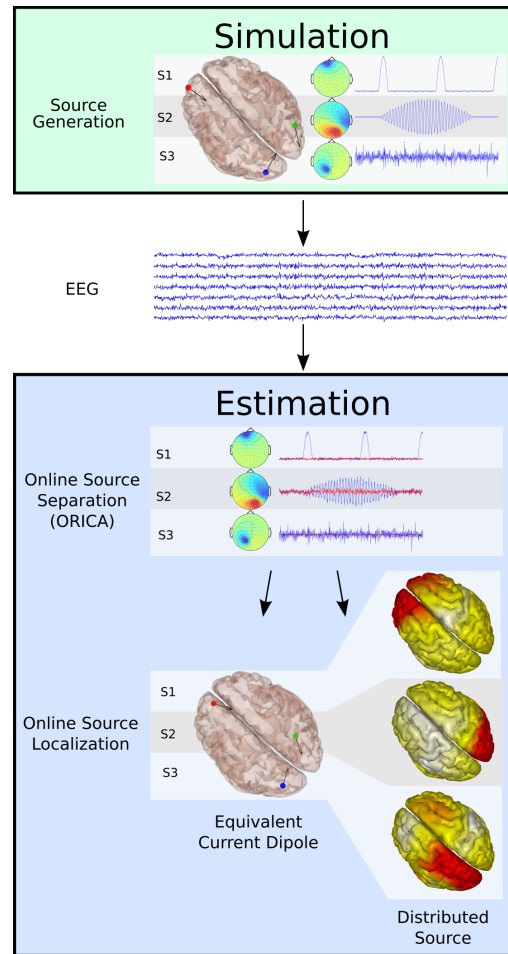 Simulation
Source
Generation
S1
S2
S3
EEG
Estimation
Online Source
Separation
(ORICA)
S1
S2
S3
Online Source
Localization
S1
S2
S3
Equivalent
Current Dipole
Distributed
Source